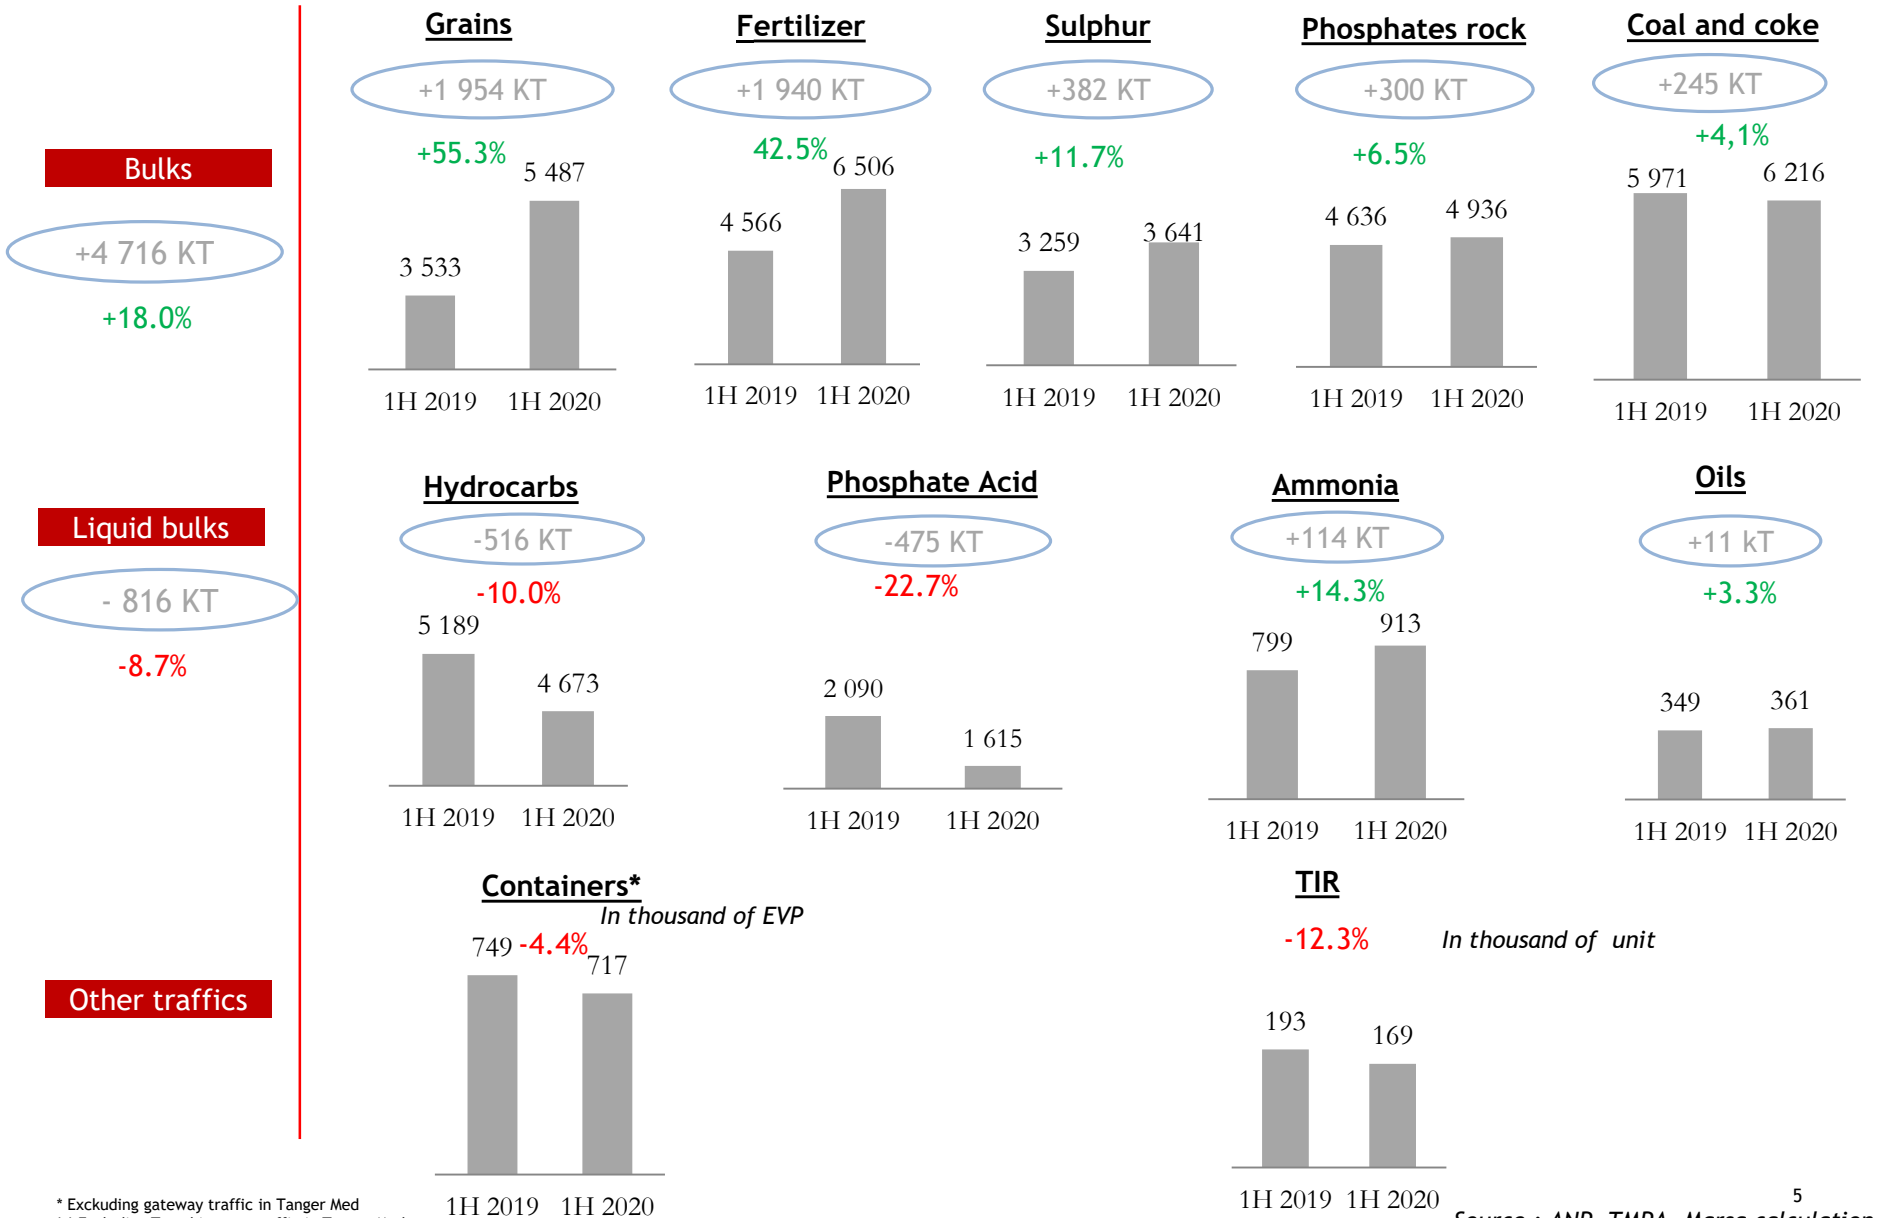 Grains
Fertilizer
Sulphur
Phosphates rock
Coal and coke
+1 954 KT
+1 940 KT
+382 KT
+300 KT
+245 KT
+55.3%
42.5%
+11.7%
+6.5%
+4,1%
Bulks
+4 716 KT
+18.0%
3 533
5 487
4 566
6 506
3 259
3 641
4 636
4 936
5 971
6 216
1H 2019
1H 2020
1H 2019
1H 2020
1H 2019
1H 2020
1H 2019
1H 2020
1H 2019
1H 2020
Hydrocarbs
Phosphate Acid
Ammonia
Oils
Liquid bulks
- 816 KT
-8.7%
-516 KT
-475 KT
+114 KT
+11 kT
-10.0%
-22.7%
+14.3%
+3.3%
5 189
4 673
2 090
1 615
799
913
349
361
1H 2019
1H 2020
1H 2019
1H 2020
1H 2019
1H 2020
1H 2019
1H 2020
Containers*
In thousand of EVP
TIR
-4.4%
-12.3%
In thousand of unit
Other traffics
749
717
193
169
1H 2019
1H 2020
1H 2019
1H 2020
* Exckuding gateway traffic in Tanger Med
5